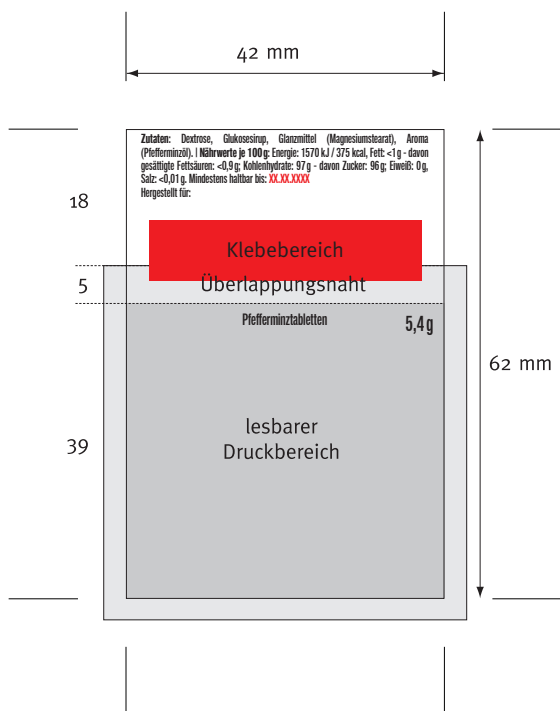 42 mm
Zutaten: Dextrose, Glukosesirup, Glanzmittel (Magnesiumstearat), Aroma
(Pfefferminzöl). | Nährwerte je 100 g: Energie: 1570 kJ / 375 kcal, Fett: <1 g - davon
gesättigte Fettsäuren: <0,9 g; Kohlenhydrate: 97 g - davon Zucker: 96 g; Eiweiß: 0 g,
Salz: <0,01 g. Mindestens haltbar bis: XX.XX.XXXX
Hergestellt für:
18
Klebebereich
5
Überlappungsnaht
Pfefferminztabletten
5,4 g
62 mm
39
lesbarer
Druckbereich